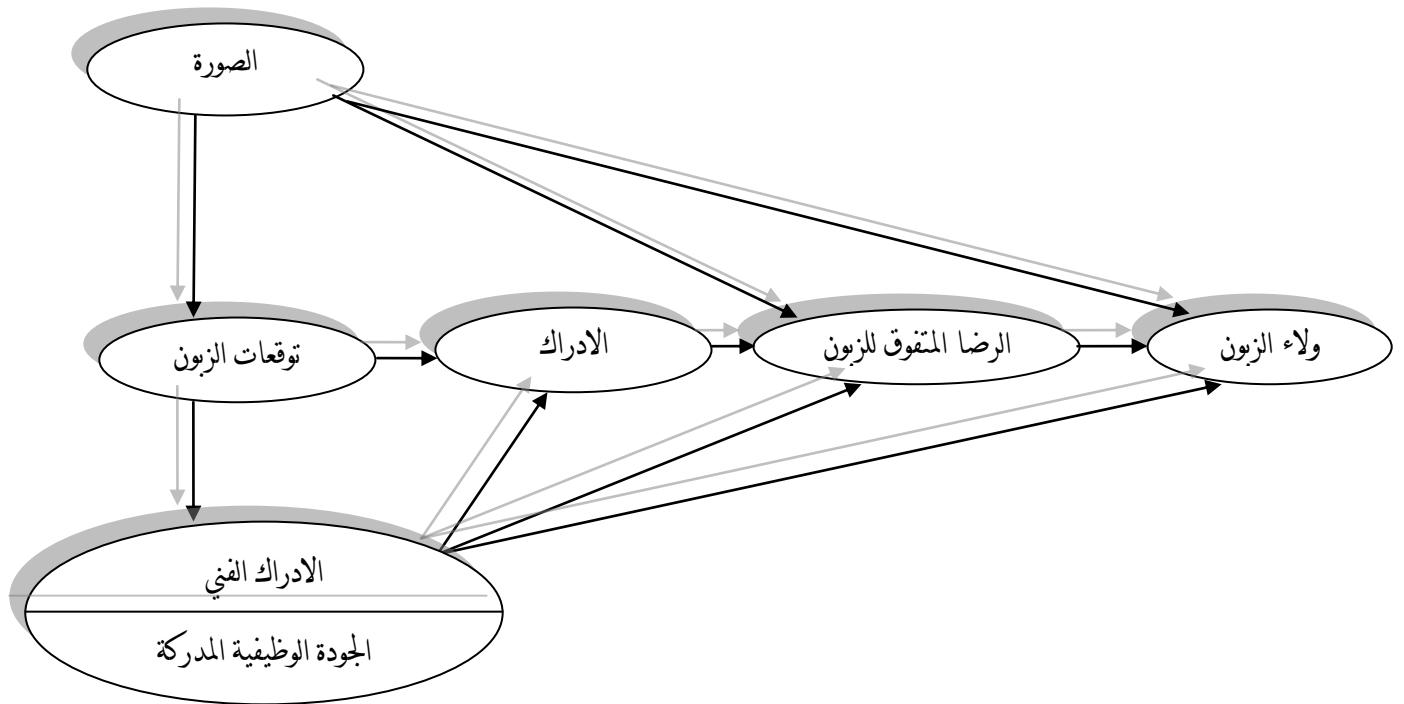 الصورة
توقعات الزبون
الادراك
الرضا المتفوق للزبون
ولاء الزبون
الادراك الفني
الجودة الوظيفية المدركة